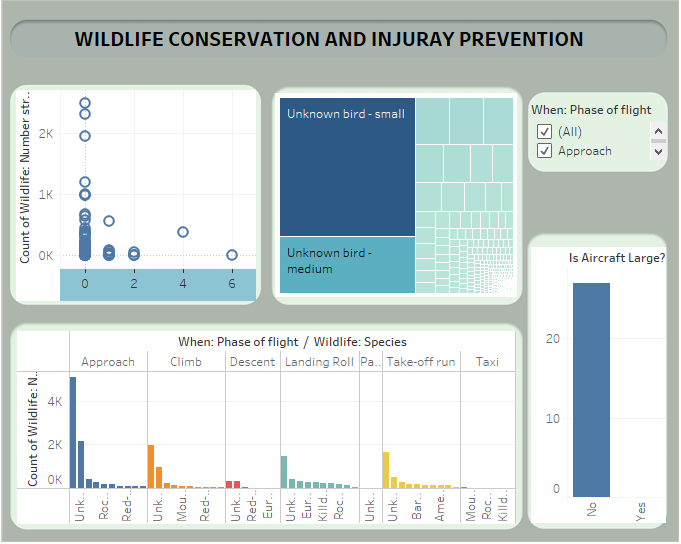 WILDLIFE CONSERVATION AND INJURAY PREVENTION
Count of Wildlife: Number str..
2K
1K
0K
0
2
4
6
Unknown bird - small
Unknown bird -
medium
When: Phase of flight
(All)
Approach
When: Phase of flight / Wildlife: Species
Approach
Climb
Descent
Landing Roll
Pa..
Take-off run
Taxi
Count of Wildlife: N..
4K
2K
0K
Unk..
Roc..
Red-..
Unk..
Mou..
Red-..
Unk..
Red-..
Eur..
Unk..
Eur..
Killd..
Roc..
Unk..
Unk..
Bar..
Ame..
Mou..
Roc..
Killd..
Is Aircraft Large?
20
10
0
No
Yes